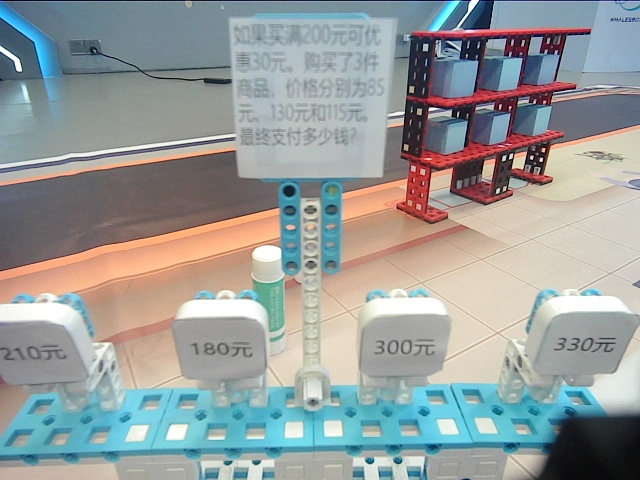 如果买满200元可优
惠30元。购买了3件
商品，价格分别为85
元、130元和115元。
最终支付多少钱？
WHALESBOT
210元
180元
300元
330元